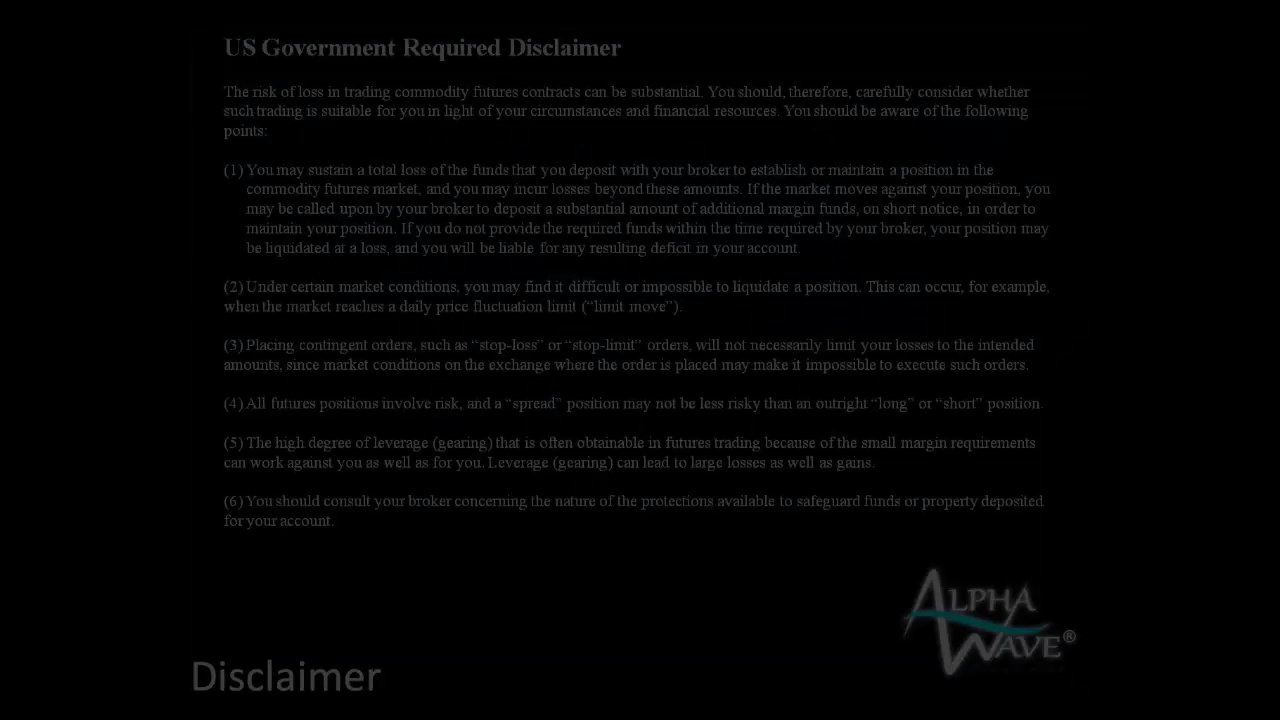 US Government Required Disclaimer
The risk of loss in trading commodity futures contracts can be substantial. You should, therefore, carefully consider whether
such trading is suitable for you in light of your circumstances and financial resources. You should be aware of the following
points:
(1) You may sustain a total loss of the funds that you deposit with your broker to establish or maintain a position in the
commodity futures market, and you may incur losses beyond these amounts. If the market moves against your position, you
may be called upon by your broker to deposit a substantial amount of additional margin funds, on short notice, in order to
maintain your position. If you do not provide the required funds within the time required by your broker, your position may
be liquidated at a loss, and you will be liable for any resulting deficit in your account.
(2) Under certain market conditions, you may find it difficult or impossible to liquidate a position. This can occur, for example,
when the market reaches a daily price fluctuation limit (“limit move”).
(3) Placing contingent orders, such as “stop-loss” or “stop-limit” orders, will not necessarily limit your losses to the intended
amounts, since market conditions on the exchange where the order is placed may make it impossible to execute such orders.
(4) All futures positions involve risk, and a “spread” position may not be less risky than an outright “long” or “short” position.
(5) The high degree of leverage (gearing) that is often obtainable in futures trading because of the small margin requirements
can work against you as well as for you. Leverage (gearing) can lead to large losses as well as gains.
(6) You should consult your broker concerning the nature of the protections available to safeguard funds or property deposited
for your account.
ALPHA
WAVE®
Disclaimer